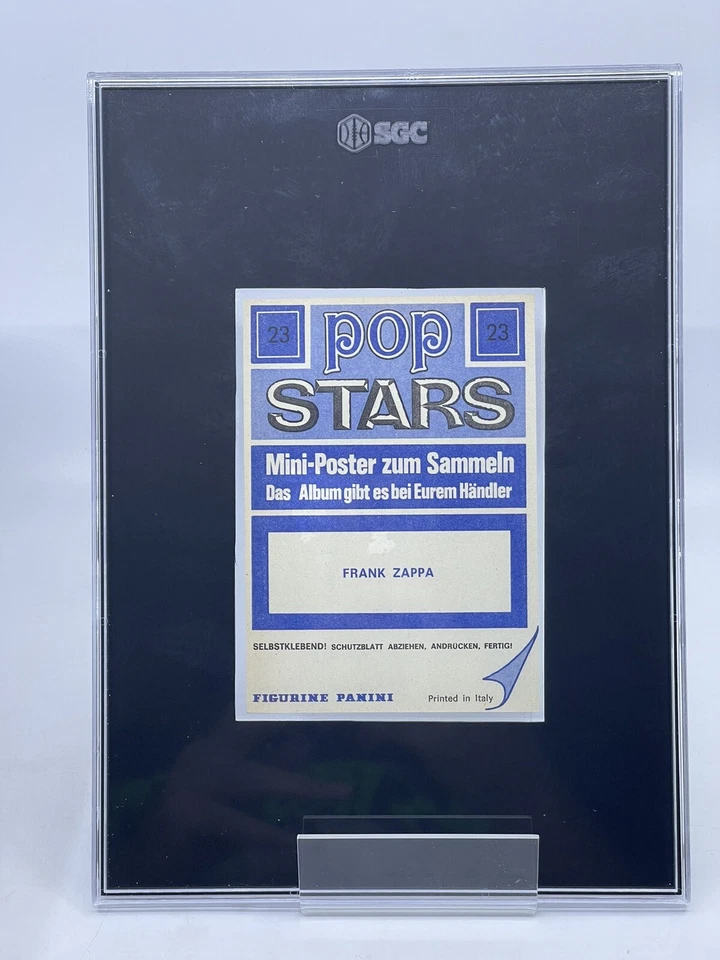 SGC
23 pop 23
STARS
Mini-Poster zum Sammeln
Das Album gibt es bei Eurem Händler
FRANK ZAPPA
SELBSTKLEBEND! SCHUTZBLATT ABZIEHEN, ANDRÜCKEN, FERTIG!
FIGURINE PANINI Printed in Italy